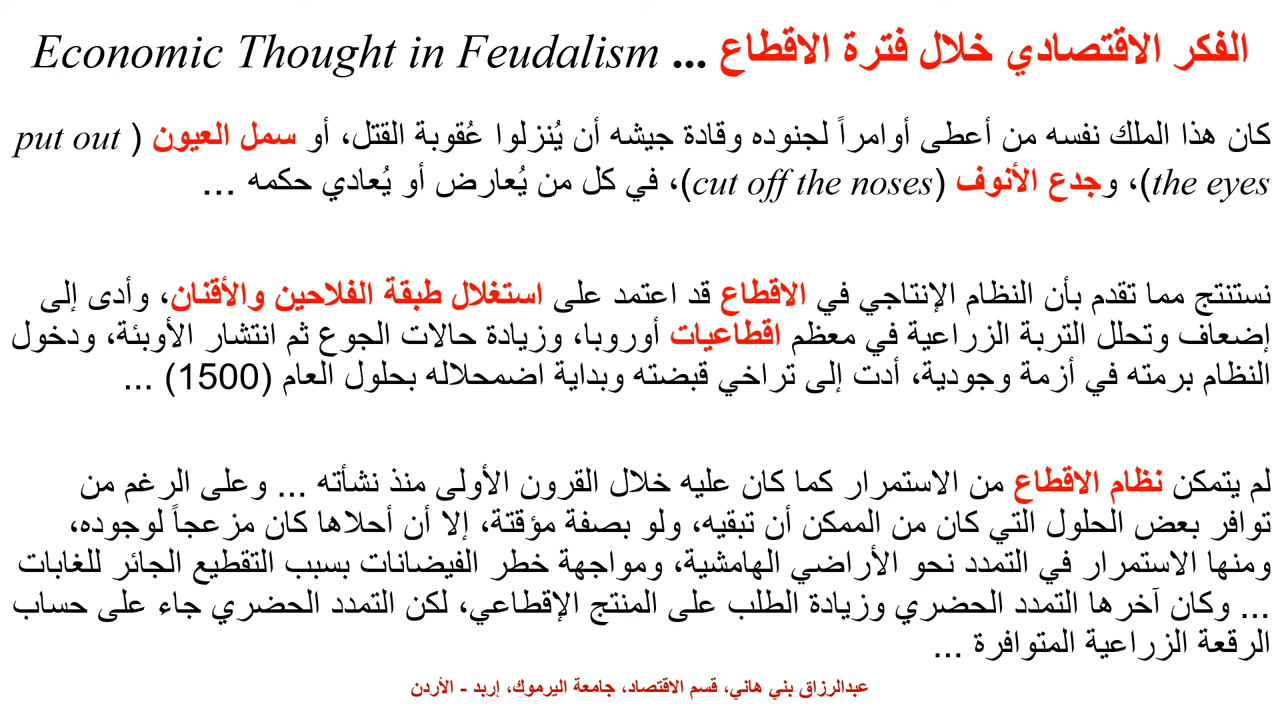 الفكر الاقتصادي خلال فترة الاقطاع ... Economic Thought in Feudalism
كان هذا الملك نفسه من أعطى أوامراً لجنوده وقادة جيشه أن يُنزلوا عُقوبة القتل، أو سمل العيون (put out
the eyes)، وجدع الأنوف (cut off the noses)، في كل من يُعارض أو يُعادي حكمه ...
نستنتج مما تقدم بأن النظام الإنتاجي في الاقطاع قد اعتمد على استغلال طبقة الفلاحين والأقنان، وأدى إلى
إضعاف وتحلل التربة الزراعية في معظم اقطاعيات أوروبا، وزيادة حالات الجوع ثم انتشار الأوبئة، ودخول
النظام برمته في أزمة وجودية، أدت إلى تراخي قبضته وبداية اضمحلاله بحلول العام (1500) ...
لم يتمكن نظام الاقطاع من الاستمرار كما كان عليه خلال القرون الأولى منذ نشأته ... وعلى الرغم من
توافر بعض الحلول التي كان من الممكن أن تبقيه، ولو بصفة مؤقتة، إلا أن أحلاها كان مزعجاً لوجوده،
ومنها الاستمرار في التمدد نحو الأراضي الهامشية، ومواجهة خطر الفيضانات بسبب التقطيع الجائر للغابات
... وكان آخرها التمدد الحضري وزيادة الطلب على المنتج الإقطاعي، لكن التمدد الحضري جاء على حساب
الرقعة الزراعية المتوافرة ...
عبدالرزاق بني هاني، قسم الاقتصاد، جامعة اليرموك، إربد - الأردن